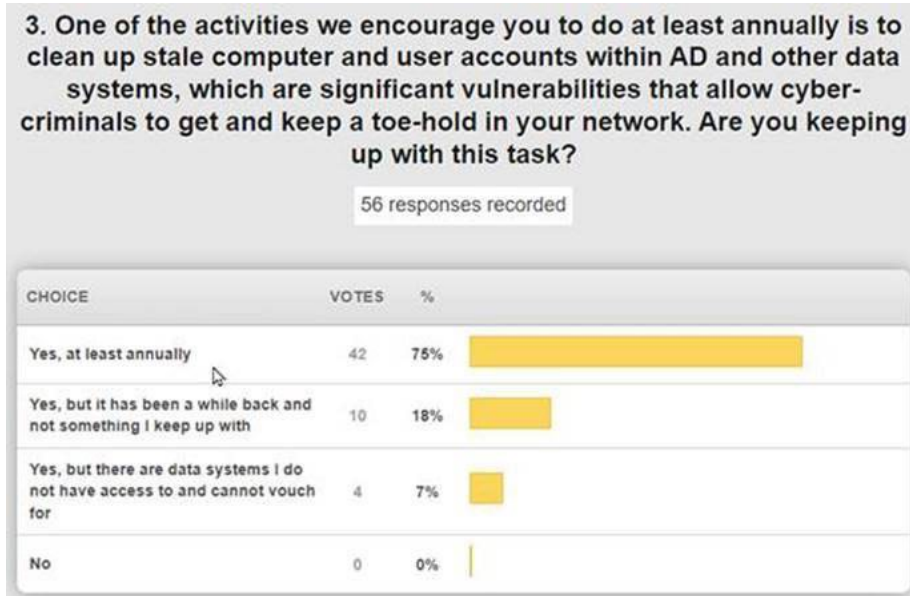 3. One of the activities we encourage you to do at least annually is to
clean up stale computer and user accounts within AD and other data
systems, which are significant vulnerabilities that allow cyber-
criminals to get and keep a toe-hold in your network. Are you keeping
up with this task?
56 responses recorded
CHOICE VOTES %
Yes, at least annually 42 75%
Yes, but it has been a while back and
not something I keep up with 10 18%
Yes, but there are data systems I do
not have access to and cannot vouch 4 7%
for
No 0 0%